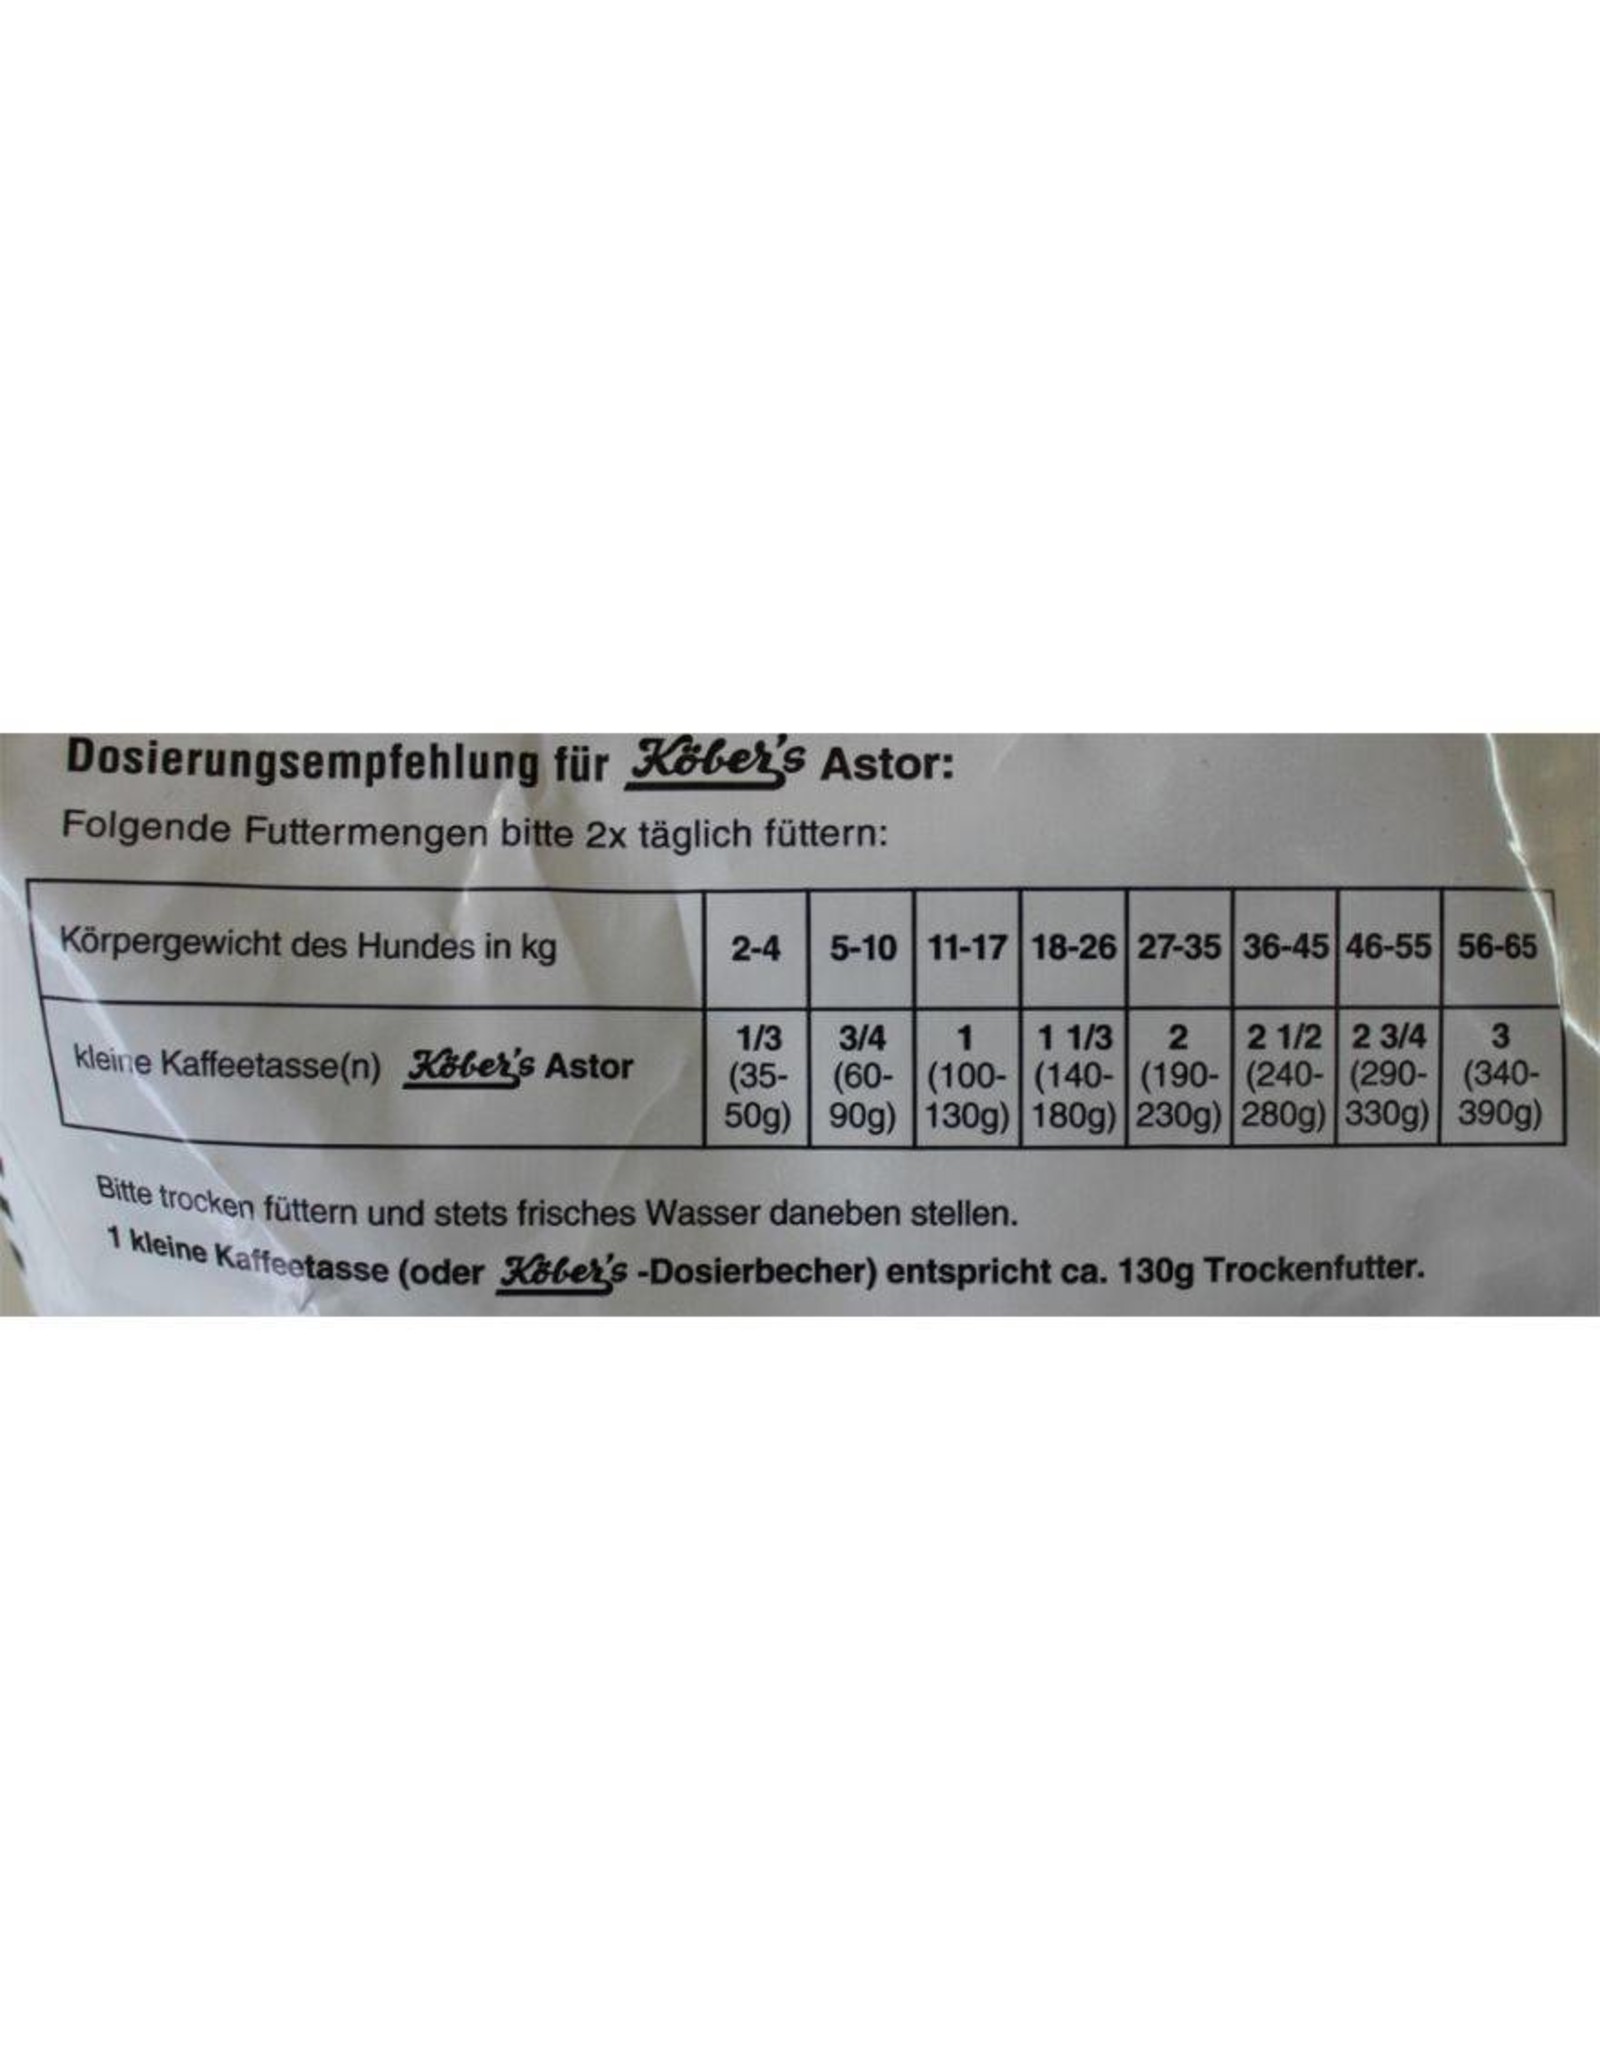 Dosierungsempfehlung für Köber's Astor:
Folgende Futtermengen bitte 2x täglich füttern:
Körpergewicht des Hundes in kg 2-4 5-10 11-17 18-26 27-35 36-45 46-55 56-65
kleine Kaffeetasse(n) Köber's Astor 1/3 3/4 1 1 1/3 2 2 1/2 2 3/4 3
(35- (60- (100- (140- (190- (240- (290- (340-
50g) 90g) 130g) 180g) 230g) 280g) 330g) 390g)
Bitte trocken füttern und stets frisches Wasser daneben stellen.
1 kleine Kaffeetasse (oder Köber's -Dosierbecher) entspricht ca. 130g Trockenfutter.